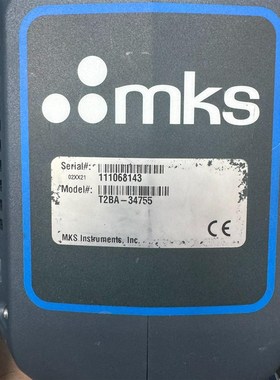 mks
Serial#:
02XX21 111068143
Model#:
T2BA-34755
MKS Instruments, Inc.
CE